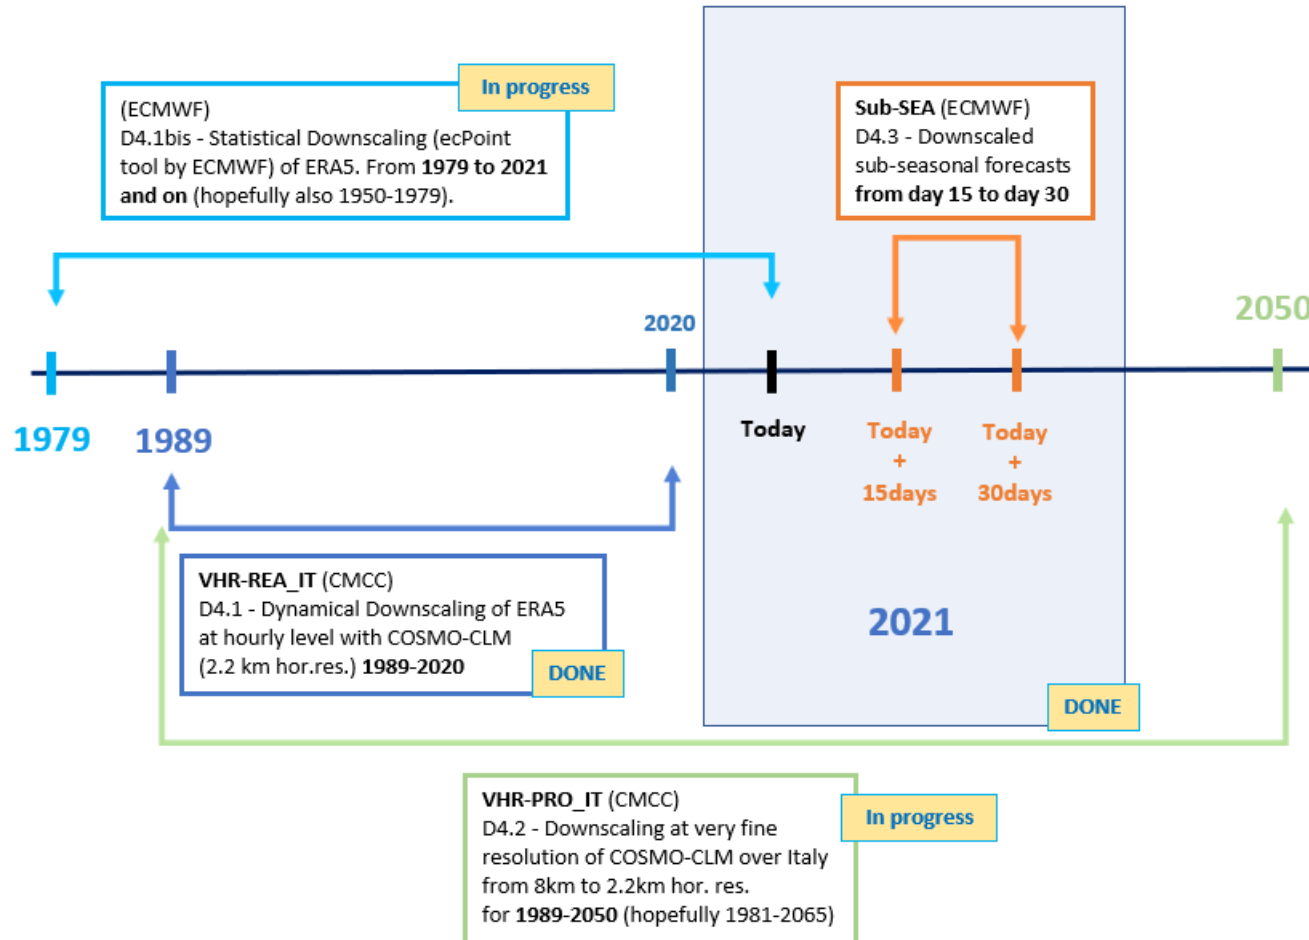 In progress
(ECMWF)
D4.1bis - Statistical Downscaling (ecPoint
tool by ECMWF) of ERA5. From 1979 to 2021
and on (hopefully also 1950-1979).
Sub-SEA (ECMWF)
D4.3 - Downscaled
sub-seasonal forecasts
from day 15 to day 30
2020
2050
1979
1989
Today
Today
+
15days
Today
+
30days
VHR-REA_IT (CMCC)
D4.1 - Dynamical Downscaling of ERA5
at hourly level with COSMO-CLM
(2.2 km hor.res.) 1989-2020
DONE
2021
DONE
VHR-PRO_IT (CMCC)
D4.2 - Downscaling at very fine
resolution of COSMO-CLM over Italy
from 8km to 2.2km hor. res.
for 1989-2050 (hopefully 1981-2065)
In progress